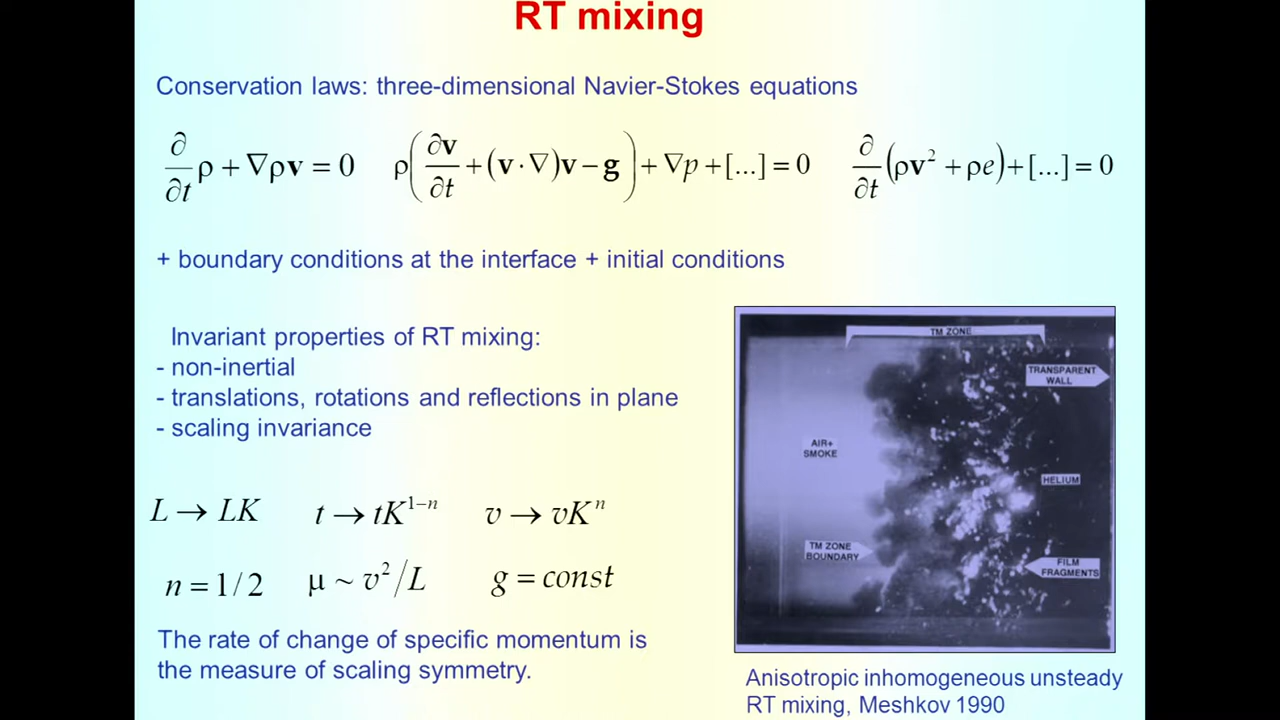 RT mixing
Conservation laws: three-dimensional Navier-Stokes equations
∂/∂t ρ + ∇ρv = 0   ρ(∂v/∂t + (v · ∇)v − g) + ∇p + [...] = 0   ∂/∂t (ρv² + ρe) + [...] = 0
+ boundary conditions at the interface + initial conditions
Invariant properties of RT mixing:
- non-inertial
- translations, rotations and reflections in plane
- scaling invariance
L → LK   t → tK^{1−n}   v → vK^n
n = 1/2   μ ~ v²/L   g = const
The rate of change of specific momentum is
the measure of scaling symmetry.
TM ZONE
TRANSPARENT
WALL
AIR+
SMOKE
HELIUM
TM ZONE
BOUNDARY
FILM
FRAGMENTS
Anisotropic inhomogeneous unsteady
RT mixing, Meshkov 1990